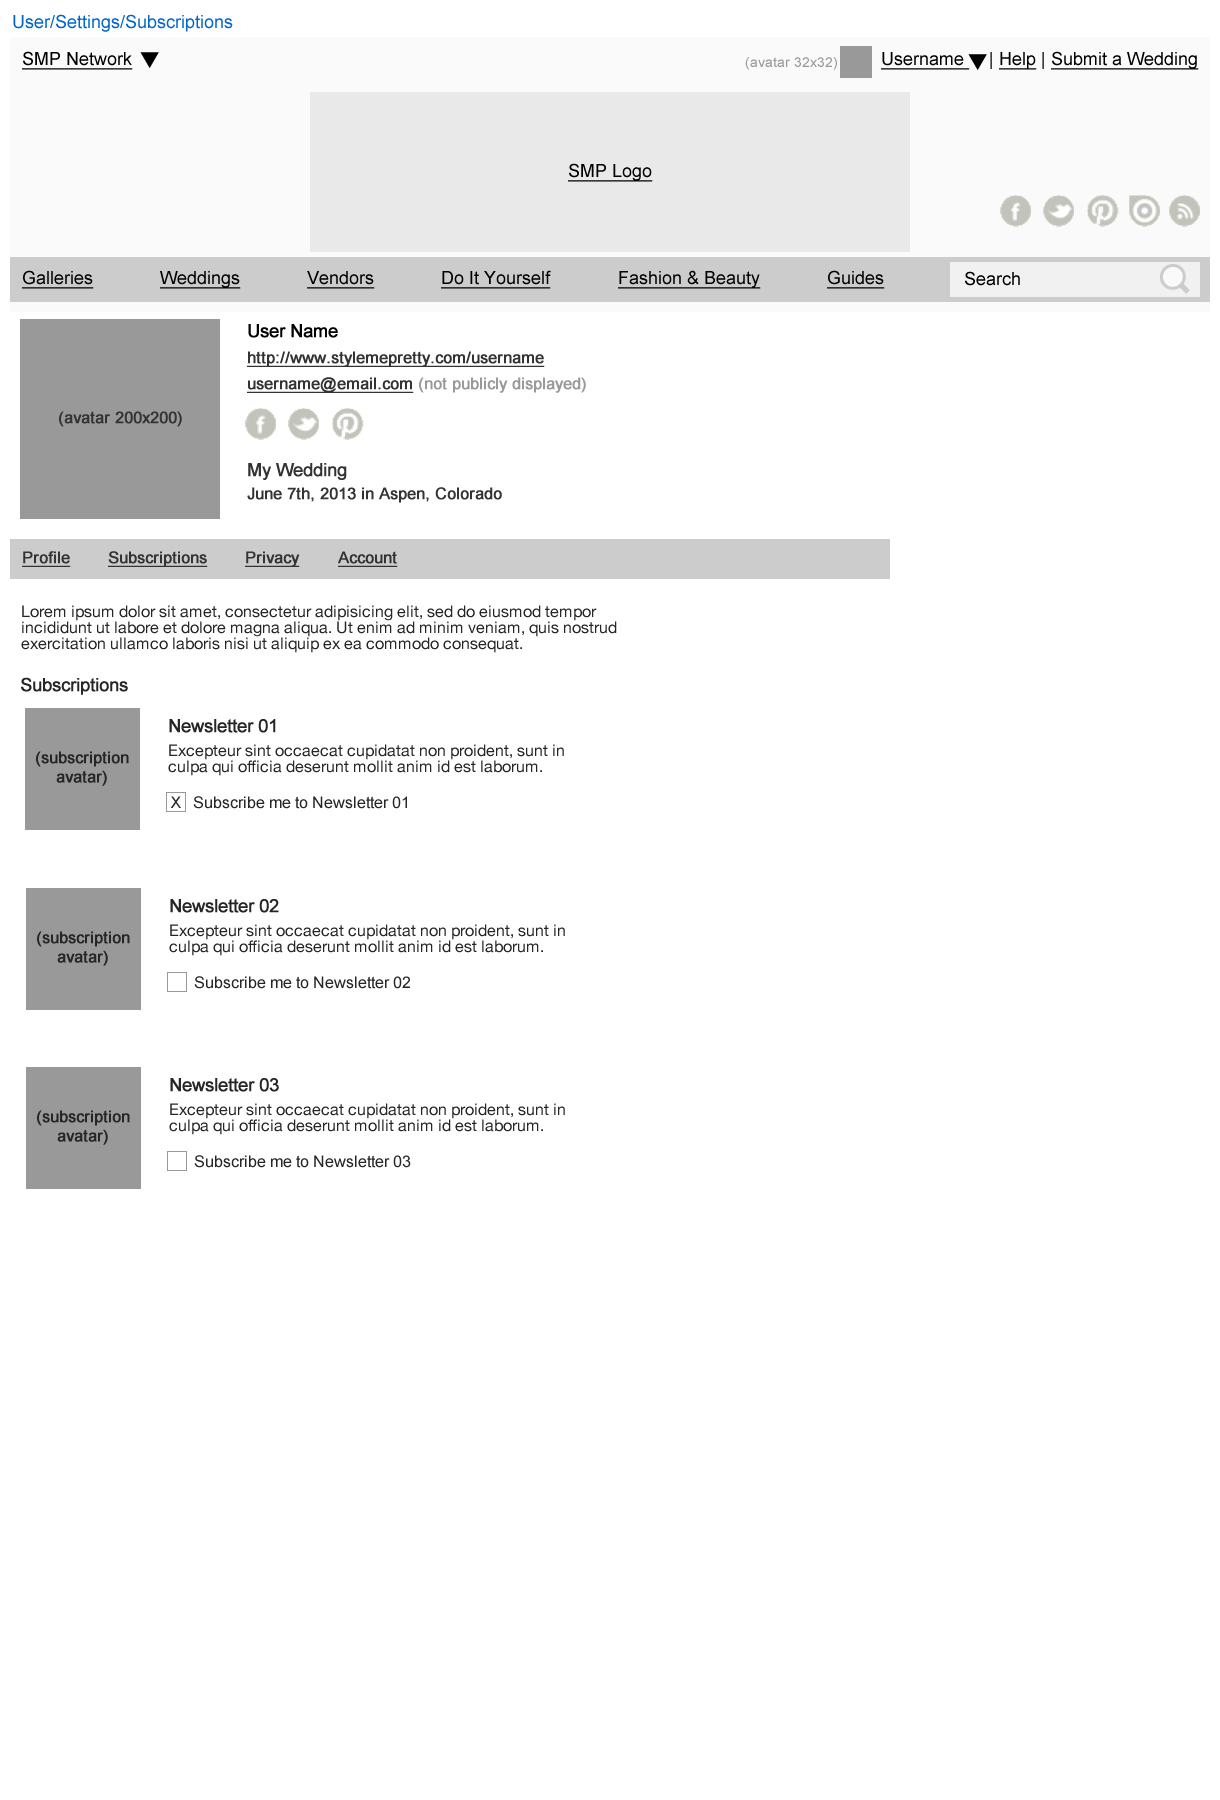 User/Settings/Subscriptions
SMP Network
(avatar 32x32) Username | Help | Submit a Wedding
SMP Logo
Galleries Weddings Vendors Do It Yourself Fashion & Beauty Guides Search
User Name
http://www.stylemepretty.com/username
username@email.com (not publicly displayed)
(avatar 200x200)
My Wedding
June 7th, 2013 in Aspen, Colorado
Profile Subscriptions Privacy Account
Lorem ipsum dolor sit amet, consectetur adipisicing elit, sed do eiusmod tempor
incididunt ut labore et dolore magna aliqua. Ut enim ad minim veniam, quis nostrud
exercitation ullamco laboris nisi ut aliquip ex ea commodo consequat.
Subscriptions
(subscription
avatar)
Newsletter 01
Excepteur sint occaecat cupidatat non proident, sunt in
culpa qui officia deserunt mollit anim id est laborum.
X Subscribe me to Newsletter 01
(subscription
avatar)
Newsletter 02
Excepteur sint occaecat cupidatat non proident, sunt in
culpa qui officia deserunt mollit anim id est laborum.
Subscribe me to Newsletter 02
(subscription
avatar)
Newsletter 03
Excepteur sint occaecat cupidatat non proident, sunt in
culpa qui officia deserunt mollit anim id est laborum.
Subscribe me to Newsletter 03